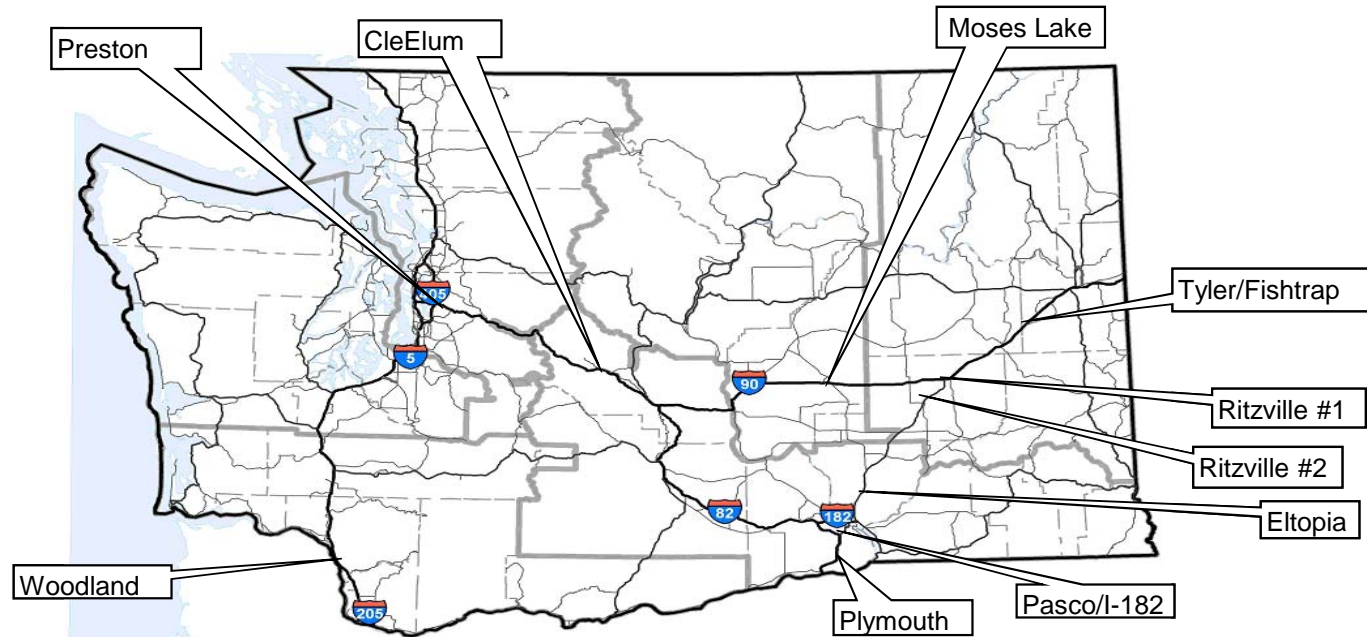 Preston
CleElum
Moses Lake
Tyler/Fishtrap
05
5
90
Ritzville #1
Ritzville #2
82
182
Eltopia
Woodland
205
Plymouth
Pasco/I-182